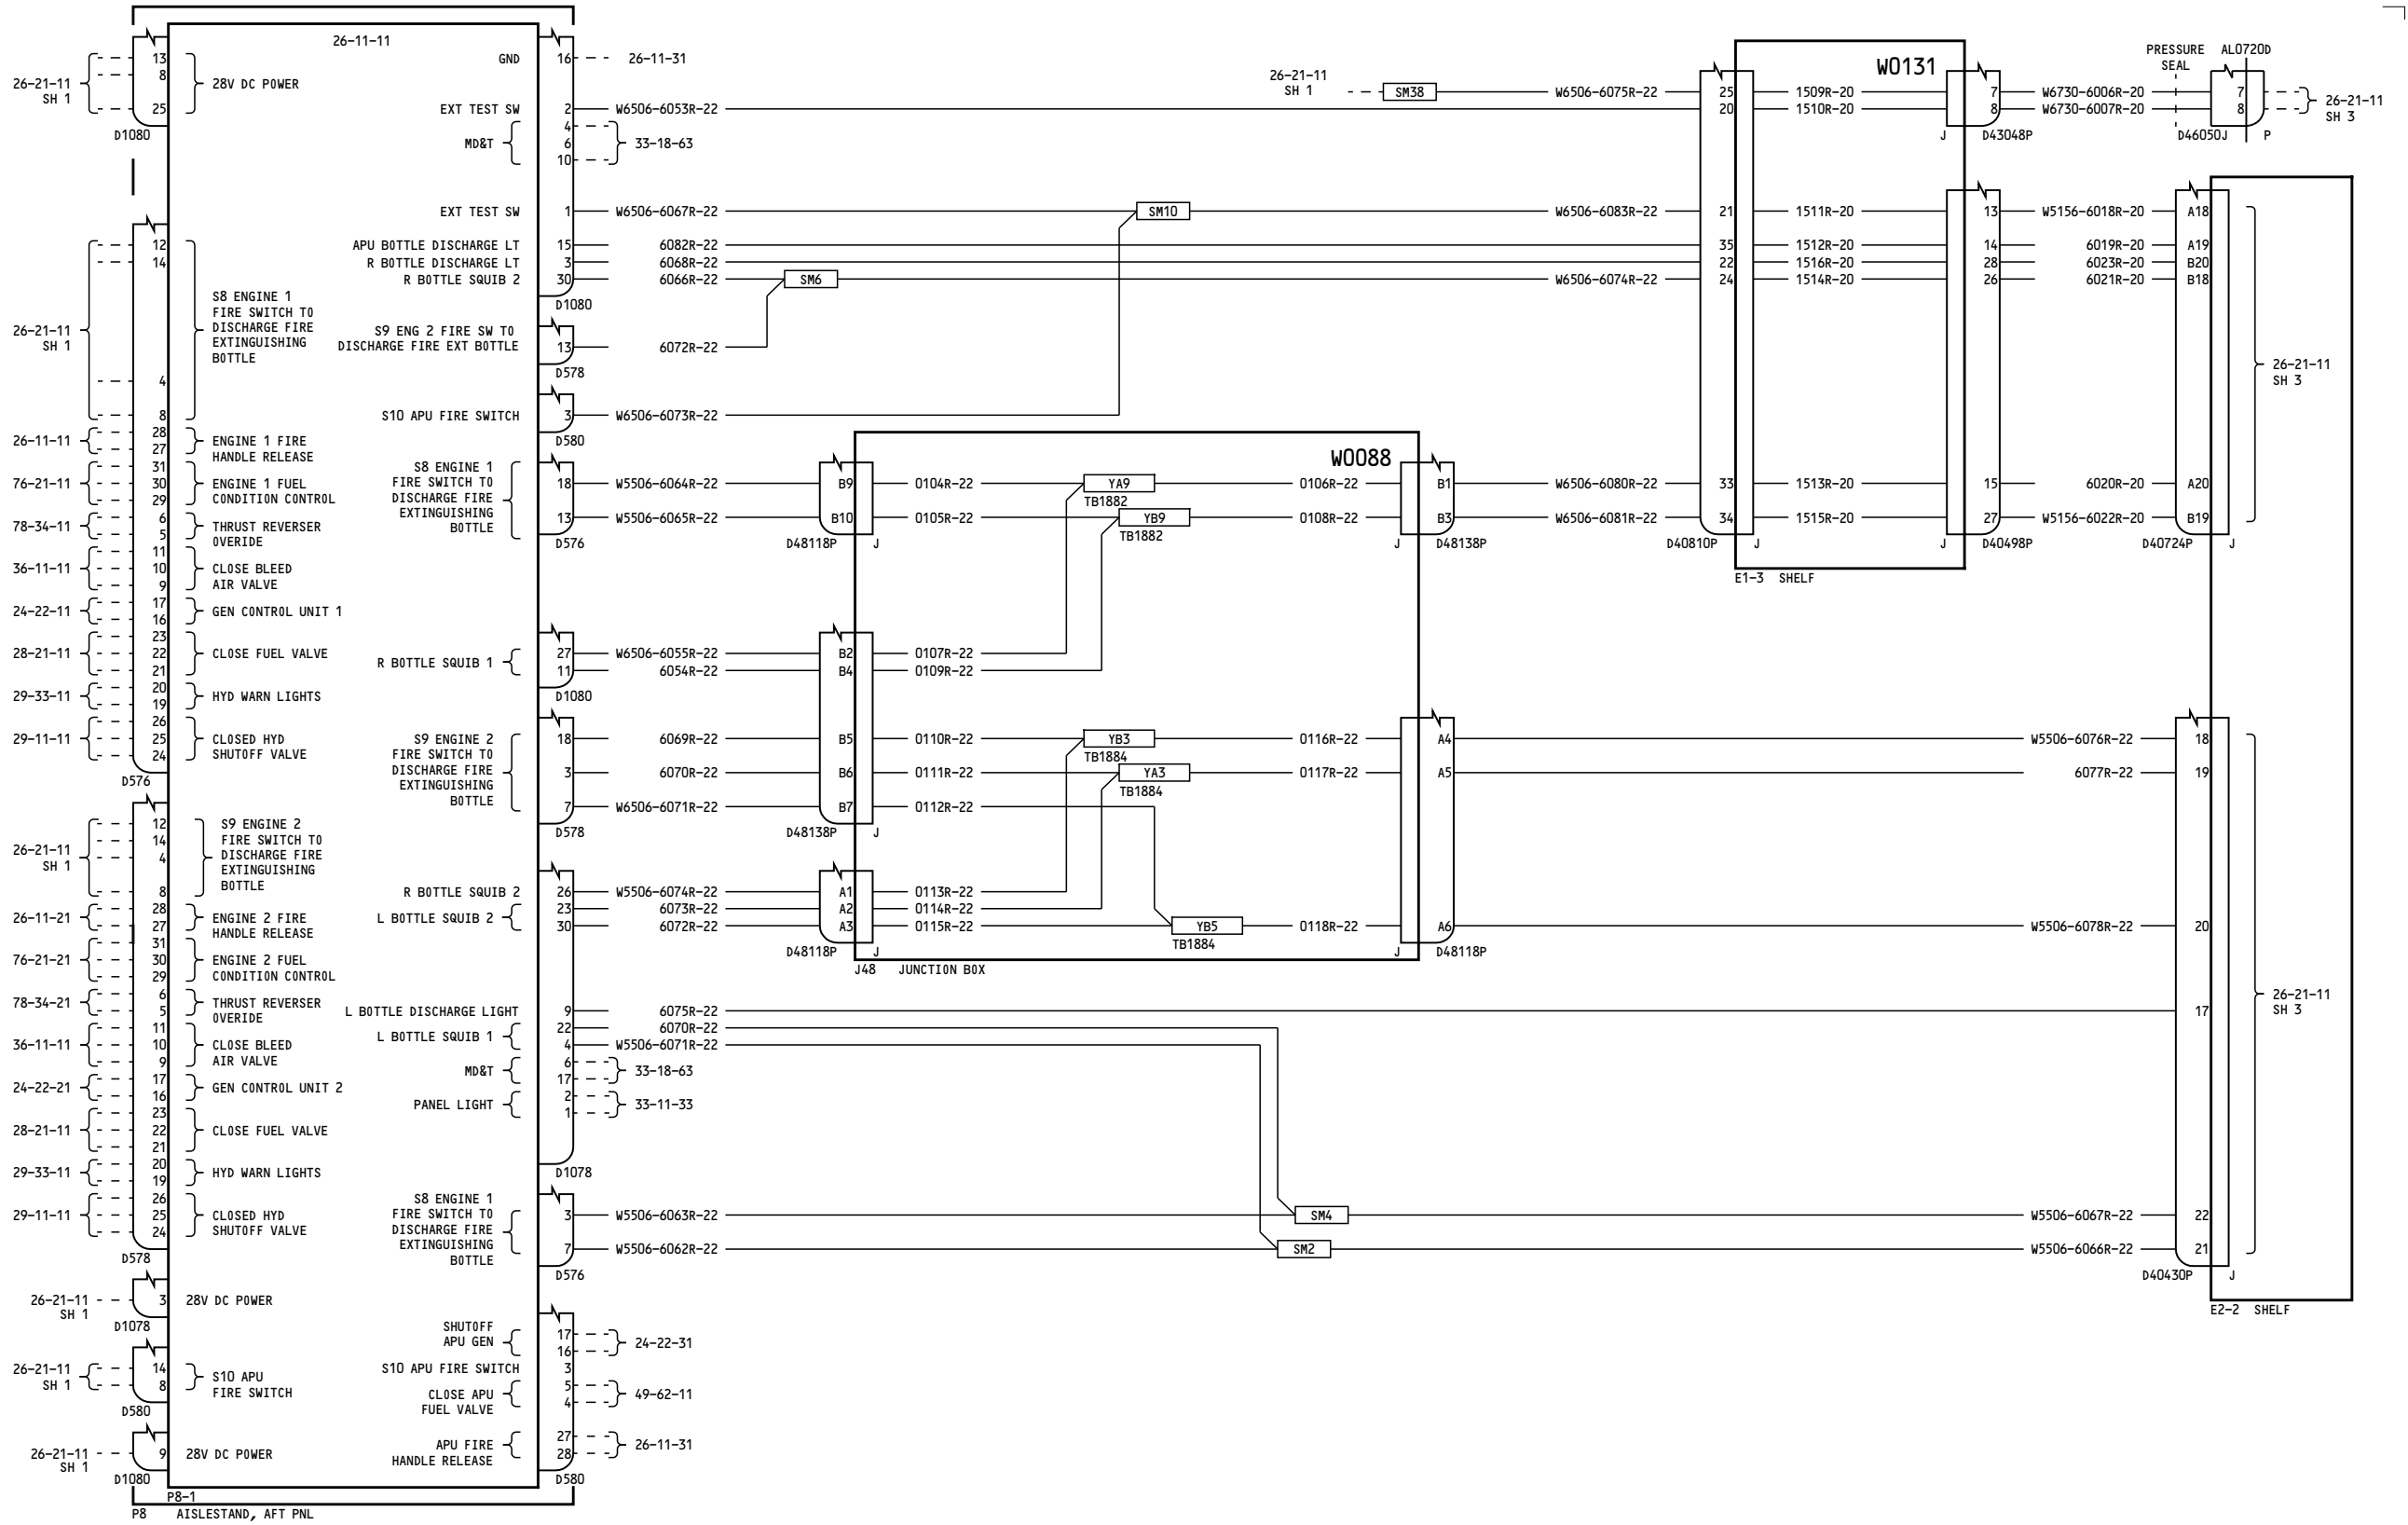 26-11-11
13
8
25
26-21-11
SH 1
28V DC POWER
D1080
GND
16
26-11-31
EXT TEST SW
2
W6506-6053R-22
MD&T
4
6
10
33-18-63
EXT TEST SW
1
W6506-6067R-22
APU BOTTLE DISCHARGE LT
15
6082R-22
R BOTTLE DISCHARGE LT
3
6068R-22
R BOTTLE SQUIB 2
30
6066R-22
D1080
SM6
SM10
S9 ENG 2 FIRE SW TO
DISCHARGE FIRE EXT BOTTLE
13
6072R-22
D578
S10 APU FIRE SWITCH
3
W6506-6073R-22
D580
26-21-11
SH 1
SM38
W6506-6075R-22
W6506-6083R-22
W6506-6074R-22
W6506-6080R-22
W6506-6081R-22
25
20
21
35
22
24
33
34
D40810P
J
W0131
1509R-20
1510R-20
1511R-20
1512R-20
1516R-20
1514R-20
1513R-20
1515R-20
E1-3 SHELF
7
8
J
D43048P
W6730-6006R-20
W6730-6007R-20
PRESSURE
SEAL
AL0720D
7
8
D46050J
P
26-21-11
SH 3
13
14
28
26
15
27
J
D40498P
W5156-6018R-20
6019R-20
6023R-20
6021R-20
6020R-20
W5156-6022R-20
A18
A19
B20
B18
A20
B19
D40724P
J
26-21-11
SH 3
12
14
4
8
26-21-11
SH 1
S8 ENGINE 1
FIRE SWITCH TO
DISCHARGE FIRE
EXTINGUISHING
BOTTLE
26-11-11
28
27
ENGINE 1 FIRE
HANDLE RELEASE
76-21-11
31
30
29
ENGINE 1 FUEL
CONDITION CONTROL
78-34-11
6
5
THRUST REVERSER
OVERIDE
36-11-11
11
10
9
CLOSE BLEED
AIR VALVE
24-22-11
17
16
GEN CONTROL UNIT 1
28-21-11
23
22
21
CLOSE FUEL VALVE
29-33-11
20
19
HYD WARN LIGHTS
29-11-11
26
25
24
CLOSED HYD
SHUTOFF VALVE
D576
S8 ENGINE 1
FIRE SWITCH TO
DISCHARGE FIRE
EXTINGUISHING
BOTTLE
18
13
D576
W5506-6064R-22
W5506-6065R-22
B9
B10
D48118P
J
0104R-22
0105R-22
YA9
TB1882
YB9
TB1882
W0088
0106R-22
0108R-22
B1
B3
J
D48138P
R BOTTLE SQUIB 1
27
11
D1080
W6506-6055R-22
6054R-22
B2
B4
0107R-22
0109R-22
S9 ENGINE 2
FIRE SWITCH TO
DISCHARGE FIRE
EXTINGUISHING
BOTTLE
18
3
7
D578
6069R-22
6070R-22
W6506-6071R-22
B5
B6
B7
D48138P
J
0110R-22
0111R-22
0112R-22
YB3
TB1884
YA3
TB1884
0116R-22
0117R-22
A4
A5
W5506-6076R-22
6077R-22
18
19
R BOTTLE SQUIB 2
26
W5506-6074R-22
L BOTTLE SQUIB 2
23
30
6073R-22
6072R-22
A1
A2
A3
D48118P
J
0113R-22
0114R-22
0115R-22
YB5
TB1884
0118R-22
A6
J
D48118P
J48 JUNCTION BOX
W5506-6078R-22
20
L BOTTLE DISCHARGE LIGHT
9
6075R-22
17
L BOTTLE SQUIB 1
22
4
6070R-22
W5506-6071R-22
MD&T
6
17
33-18-63
PANEL LIGHT
2
1
33-11-33
D1078
S8 ENGINE 1
FIRE SWITCH TO
DISCHARGE FIRE
EXTINGUISHING
BOTTLE
3
7
D576
W5506-6063R-22
W5506-6062R-22
SM4
SM2
W5506-6067R-22
W5506-6066R-22
22
21
D40430P
J
26-21-11
SH 3
E2-2 SHELF
26-21-11
SH 1
12
14
4
8
S9 ENGINE 2
FIRE SWITCH TO
DISCHARGE FIRE
EXTINGUISHING
BOTTLE
26-11-21
28
27
ENGINE 2 FIRE
HANDLE RELEASE
76-21-21
31
30
29
ENGINE 2 FUEL
CONDITION CONTROL
78-34-21
6
5
THRUST REVERSER
OVERIDE
36-11-11
11
10
9
CLOSE BLEED
AIR VALVE
24-22-21
17
16
GEN CONTROL UNIT 2
28-21-11
23
22
21
CLOSE FUEL VALVE
29-33-11
20
19
HYD WARN LIGHTS
29-11-11
26
25
24
CLOSED HYD
SHUTOFF VALVE
D578
26-21-11
SH 1
3
28V DC POWER
D1078
26-21-11
SH 1
14
8
S10 APU
FIRE SWITCH
D580
26-21-11
SH 1
9
28V DC POWER
D1080
SHUTOFF
APU GEN
17
16
24-22-31
S10 APU FIRE SWITCH
3
CLOSE APU
FUEL VALVE
5
4
49-62-11
APU FIRE
HANDLE RELEASE
27
28
26-11-31
D580
P8-1
P8 AISLESTAND, AFT PNL